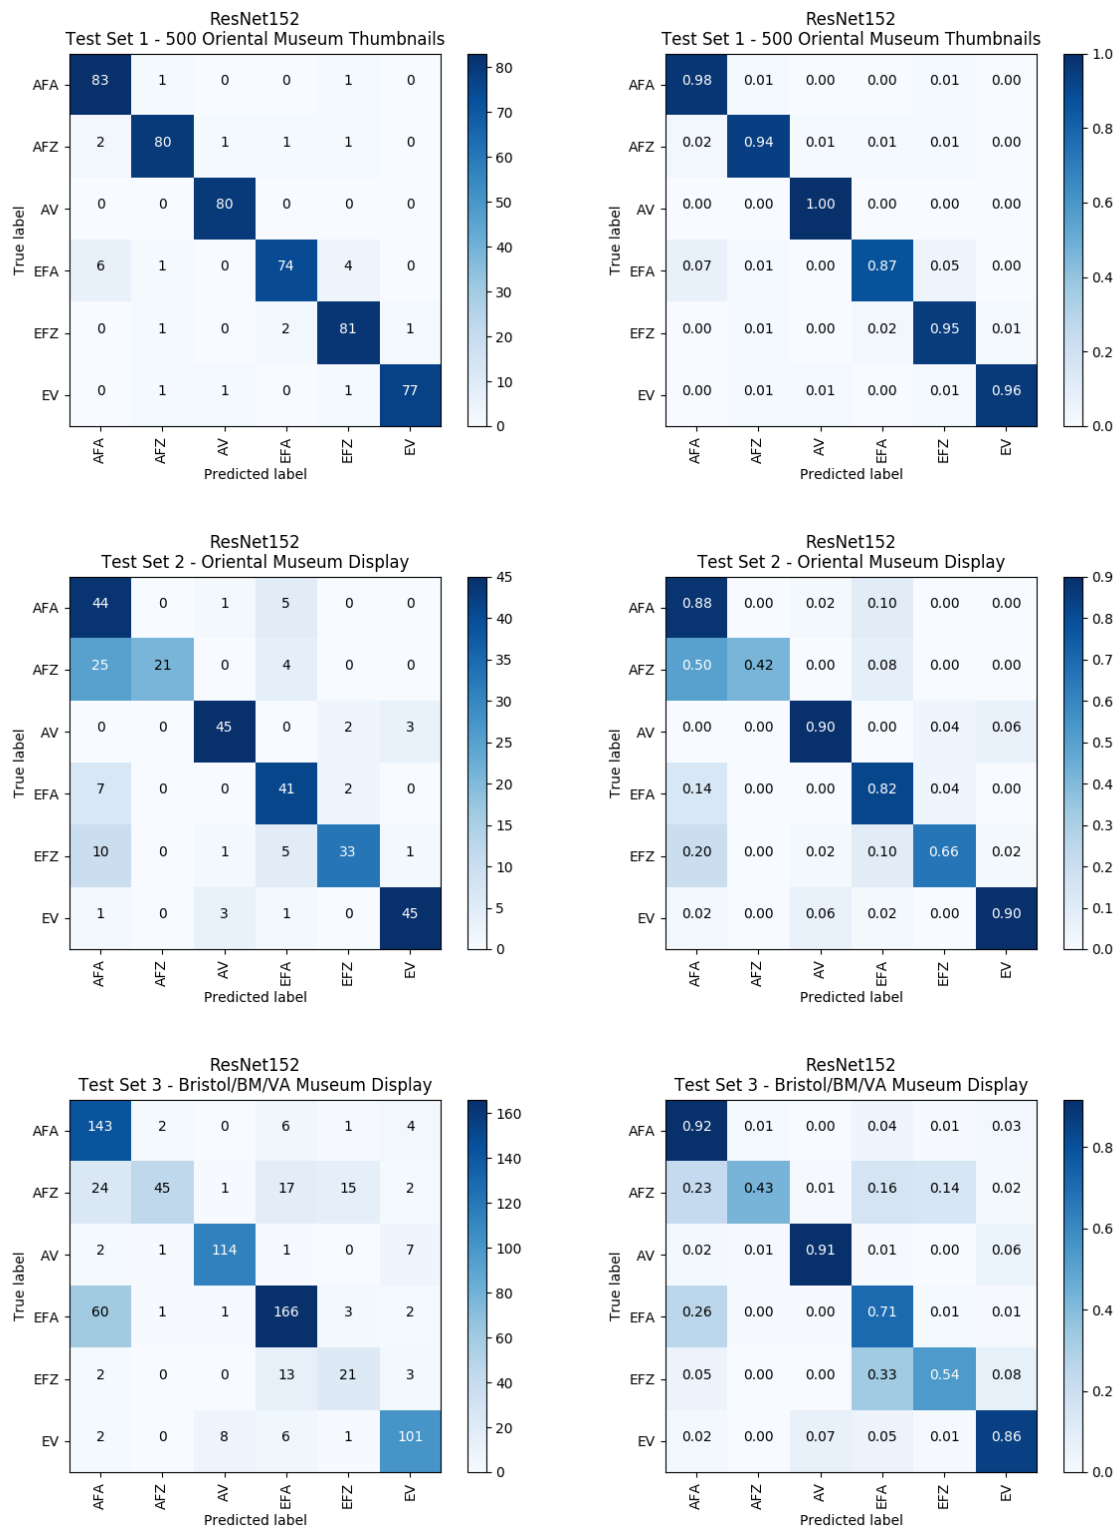 ResNet152
Test Set 1 - 500 Oriental Museum Thumbnails
AFA 83 1 0 0 1 0
AFZ 2 80 1 1 1 0
AV 0 0 80 0 0 0
EFA 6 1 0 74 4 0
EFZ 0 1 0 2 81 1
EV 0 1 1 0 1 77
AFA AFZ AV EFA EFZ EV
True label
Predicted label
80
70
60
50
40
30
20
10
0
ResNet152
Test Set 1 - 500 Oriental Museum Thumbnails
AFA 0.98 0.01 0.00 0.00 0.01 0.00
AFZ 0.02 0.94 0.01 0.01 0.01 0.00
AV 0.00 0.00 1.00 0.00 0.00 0.00
EFA 0.07 0.01 0.00 0.87 0.05 0.00
EFZ 0.00 0.01 0.00 0.02 0.95 0.01
EV 0.00 0.01 0.01 0.00 0.01 0.96
AFA AFZ AV EFA EFZ EV
True label
Predicted label
1.0
0.8
0.6
0.4
0.2
0.0
ResNet152
Test Set 2 - Oriental Museum Display
AFA 44 0 1 5 0 0
AFZ 25 21 0 4 0 0
AV 0 0 45 0 2 3
EFA 7 0 0 41 2 0
EFZ 10 0 1 5 33 1
EV 1 0 3 1 0 45
AFA AFZ AV EFA EFZ EV
True label
Predicted label
45
40
35
30
25
20
15
10
5
0
ResNet152
Test Set 2 - Oriental Museum Display
AFA 0.88 0.00 0.02 0.10 0.00 0.00
AFZ 0.50 0.42 0.00 0.08 0.00 0.00
AV 0.00 0.00 0.90 0.00 0.04 0.06
EFA 0.14 0.00 0.00 0.82 0.04 0.00
EFZ 0.20 0.00 0.02 0.10 0.66 0.02
EV 0.02 0.00 0.06 0.02 0.00 0.90
AFA AFZ AV EFA EFZ EV
True label
Predicted label
0.9
0.8
0.7
0.6
0.5
0.4
0.3
0.2
0.1
0.0
ResNet152
Test Set 3 - Bristol/BM/VA Museum Display
AFA 143 2 0 6 1 4
AFZ 24 45 1 17 15 2
AV 2 1 114 1 0 7
EFA 60 1 1 166 3 2
EFZ 2 0 0 13 21 3
EV 2 0 8 6 1 101
AFA AFZ AV EFA EFZ EV
True label
Predicted label
160
140
120
100
80
60
40
20
0
ResNet152
Test Set 3 - Bristol/BM/VA Museum Display
AFA 0.92 0.01 0.00 0.04 0.01 0.03
AFZ 0.23 0.43 0.01 0.16 0.14 0.02
AV 0.02 0.01 0.91 0.01 0.00 0.06
EFA 0.26 0.00 0.00 0.71 0.01 0.01
EFZ 0.05 0.00 0.00 0.33 0.54 0.08
EV 0.02 0.00 0.07 0.05 0.01 0.86
AFA AFZ AV EFA EFZ EV
True label
Predicted label
0.8
0.6
0.4
0.2
0.0